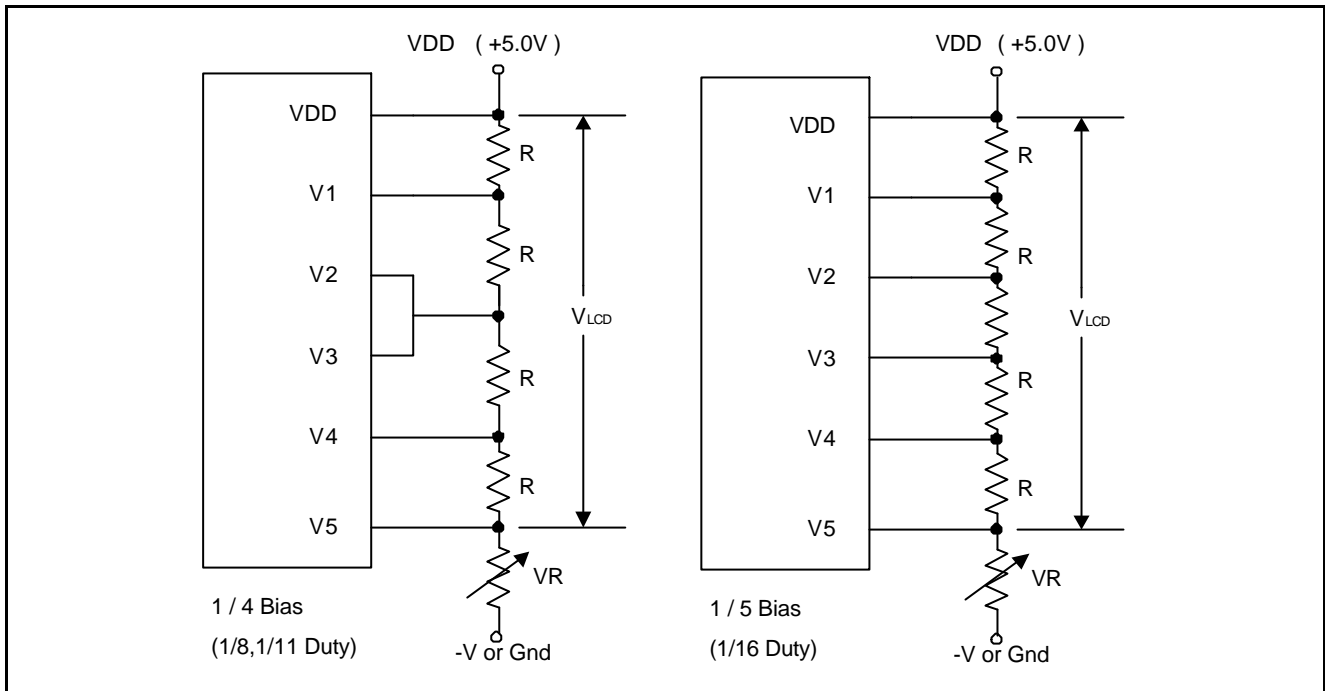 VDD ( +5.0V )
VDD
R
V1
R
V2
VLCD
V3
R
V4
R
V5
VR
1 / 4 Bias
(1/8,1/11 Duty)
-V or Gnd
VDD ( +5.0V )
VDD
R
V1
R
V2
VLCD
V3
R
V4
R
V5
VR
1 / 5 Bias
(1/16 Duty)
-V or Gnd